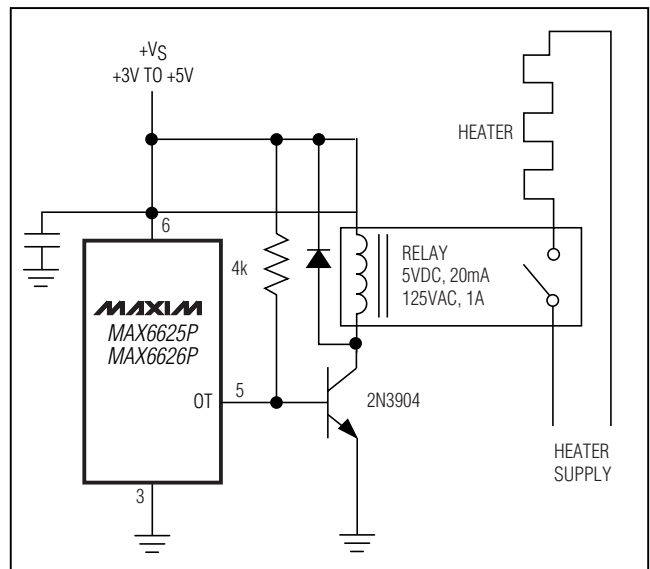 +VS
+3V TO +5V
HEATER
6
4k
RELAY
5VDC, 20mA
125VAC, 1A
MAXIM
MAX6625P
MAX6626P
OT
5
2N3904
3
HEATER
SUPPLY